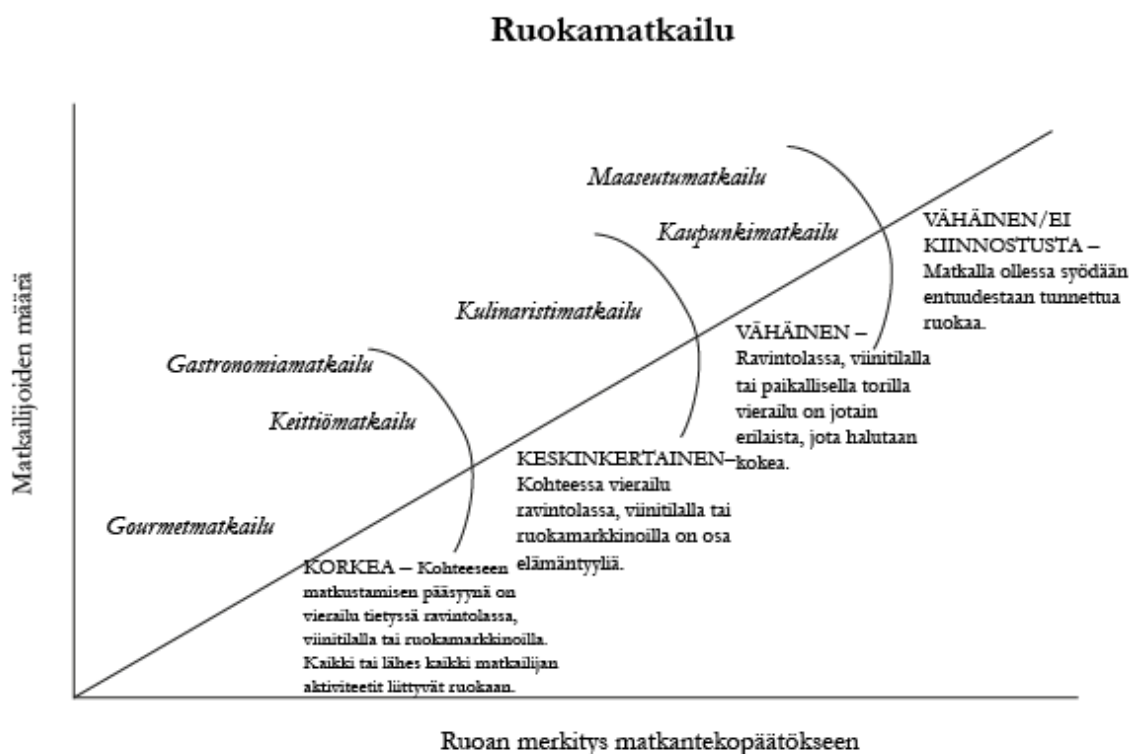 Ruokamatkailu
Matkailijoiden määrä
Maaseutumatkailu
Kaupunkimatkailu
Kulinaristimatkailu
Gastronomiamatkailu
Keittiömatkailu
Gourmetmatkailu
VÄHÄINEN/EI
KIINNOSTUSTA –
Matkalla ollessa syödään
entuudestaan tunnettua
ruokaa.
VÄHÄINEN –
Ravintolassa, viinitilalla
tai paikallisella torilla
vierailu on jotain
erilaista, jota halutaan
kokea.
KESKINKERTAINEN–
Kohteessa vierailu
ravintolassa, viinitilalla tai
ruokamarkkinoilla on osa
elämäntyyliä.
KORKEA – Kohteeseen
matkustamisen pääsyynä on
vierailu tietyssä ravintolassa,
viinitilalla tai ruokamarkkinoilla.
Kaikki tai lähes kaikki matkailijan
aktiviteetit liittyvät ruokaan.
Ruoan merkitys matkantekopäätökseen